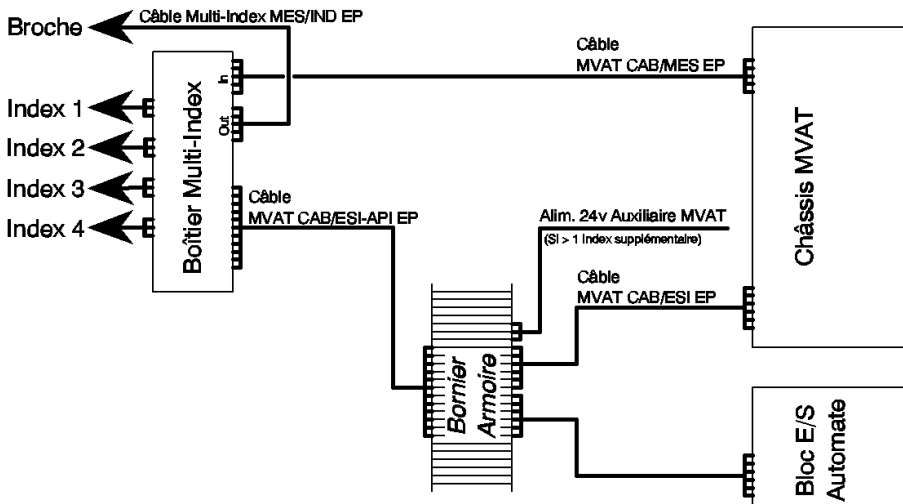 Câble Multi-Index MES/IND EP
Broche
Câble
MVAT CAB/MES EP
In
Out
Index 1
Index 2
Index 3
Index 4
Boîtier Multi-Index
Châssis MVAT
Câble
MVAT CAB/ESI-API EP
Alim. 24v Auxiliaire MVAT
(Si > 1 Index supplémentaire)
Câble
MVAT CAB/ESI EP
Bornier
Armoire
Bloc E/S
Automate